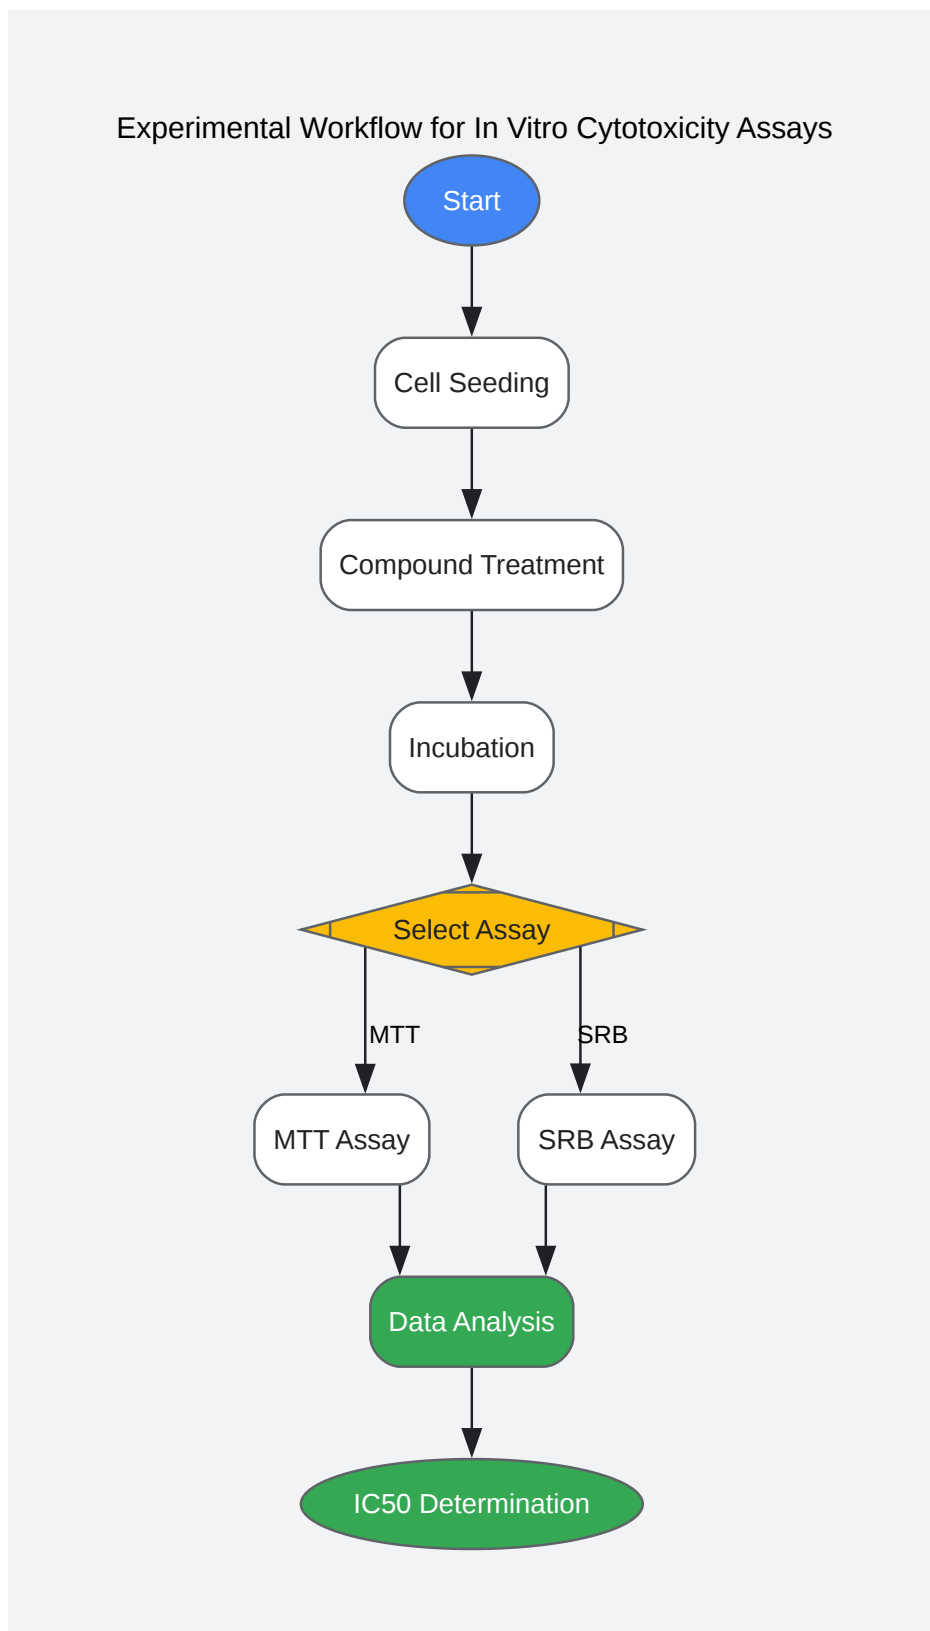 Experimental Workflow for In Vitro Cytotoxicity Assays
Start
Cell Seeding
Compound Treatment
Incubation
Select Assay
MTT
SRB
MTT Assay
SRB Assay
Data Analysis
IC50 Determination